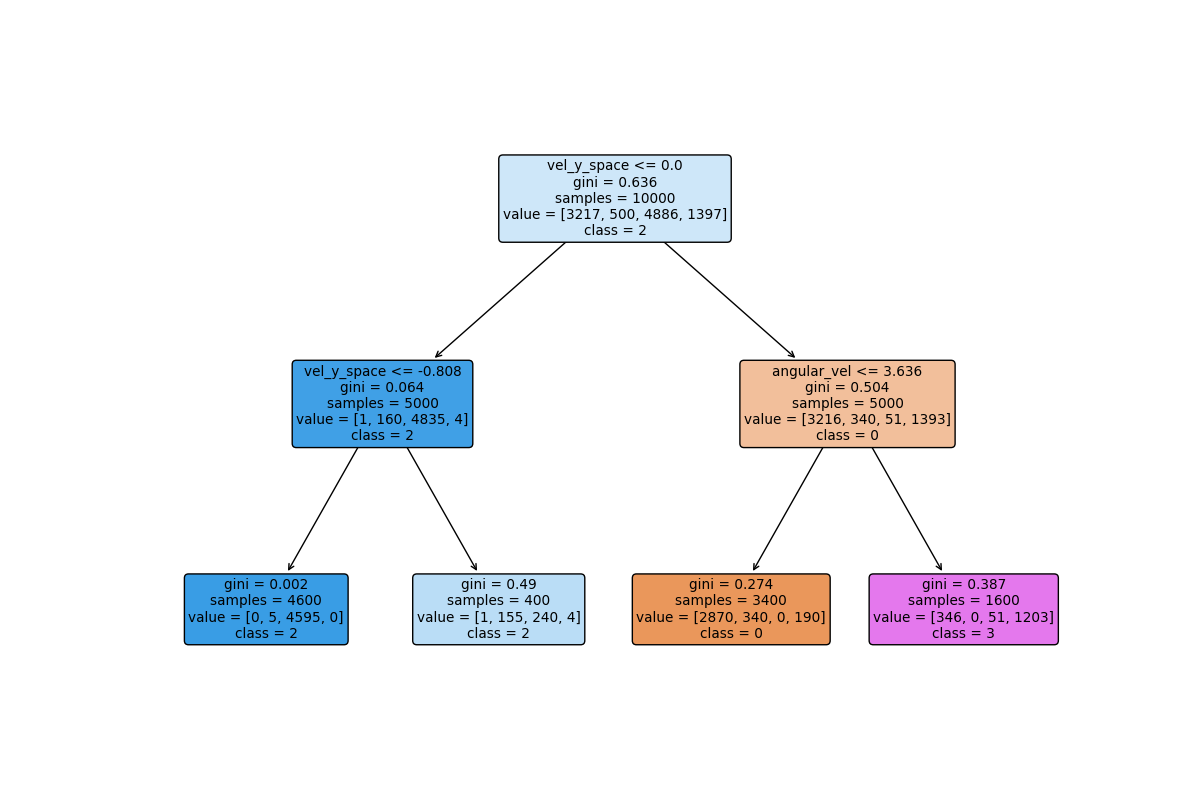 vel_y_space <= 0.0
gini = 0.636
samples = 10000
value = [3217, 500, 4886, 1397]
class = 2
vel_y_space <= -0.808
gini = 0.064
samples = 5000
value = [1, 160, 4835, 4]
class = 2
angular_vel <= 3.636
gini = 0.504
samples = 5000
value = [3216, 340, 51, 1393]
class = 0
gini = 0.002
samples = 4600
value = [0, 5, 4595, 0]
class = 2
gini = 0.49
samples = 400
value = [1, 155, 240, 4]
class = 2
gini = 0.274
samples = 3400
value = [2870, 340, 0, 190]
class = 0
gini = 0.387
samples = 1600
value = [346, 0, 51, 1203]
class = 3